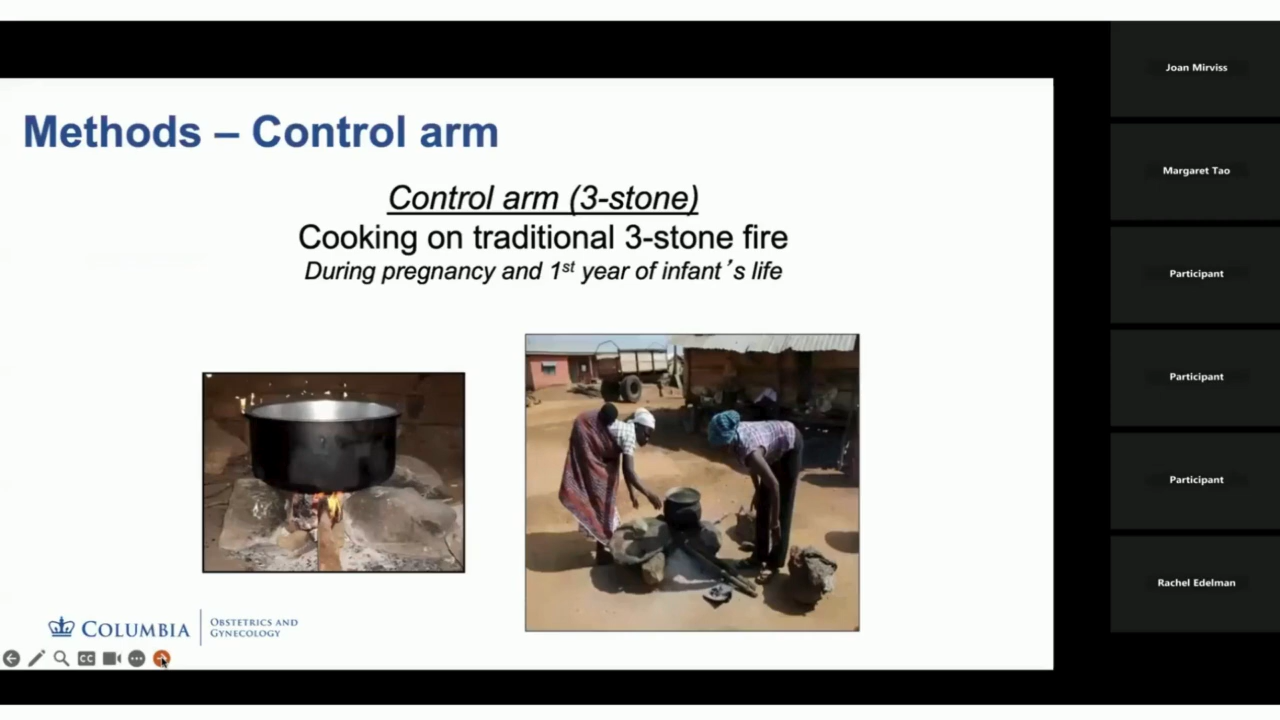 Methods – Control arm
Control arm (3-stone)
Cooking on traditional 3-stone fire
During pregnancy and 1st year of infant's life
COLUMBIA
OBSTETRICS AND
GYNECOLOGY
CC
Joan Mirviss
Margaret Tao
Participant
Participant
Participant
Rachel Edelman